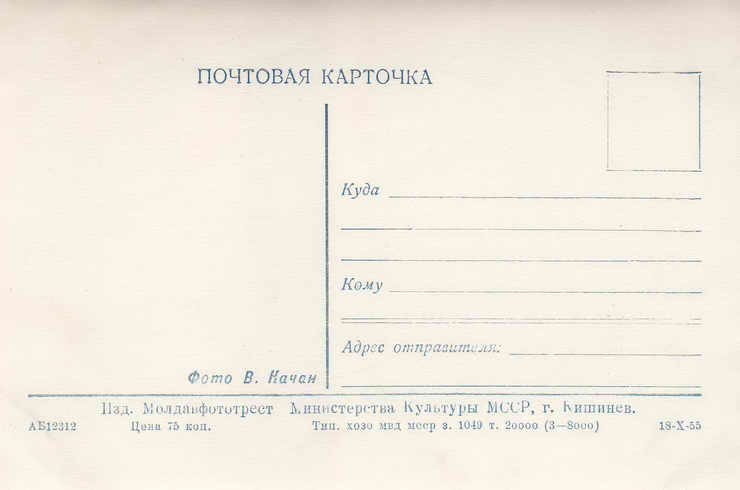 ПОЧТОВАЯ КАРТОЧКА
Куда
Кому
Адрес отправителя:
Фото В. Качан
Изд. Молдавфототрест Министерства Культуры МССР, г. Кишинев.
АБ12312 Цена 75 коп. Тип. хозо мвд мсср з. 1049 т. 20000 (3—8000) 18-X-55